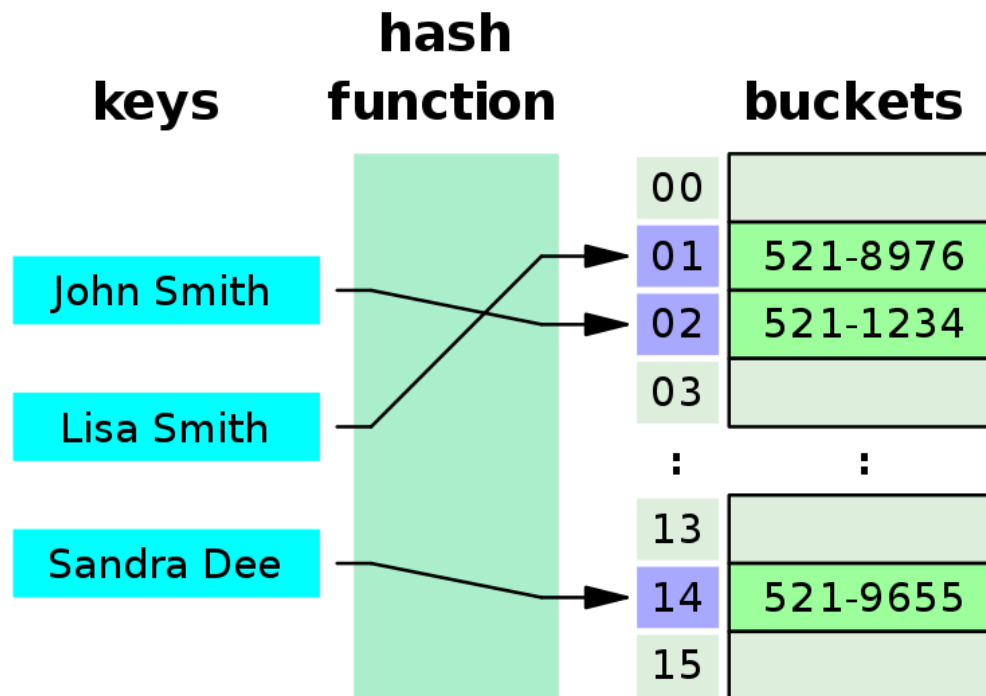 hash
keys function buckets
00
01 521-8976
John Smith
02 521-1234
03
Lisa Smith
: :
13
Sandra Dee
14 521-9655
15